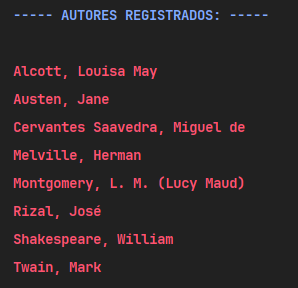 ----- AUTORES REGISTRADOS: -----
Alcott, Louisa May
Austen, Jane
Cervantes Saavedra, Miguel de
Melville, Herman
Montgomery, L. M. (Lucy Maud)
Rizal, José
Shakespeare, William
Twain, Mark